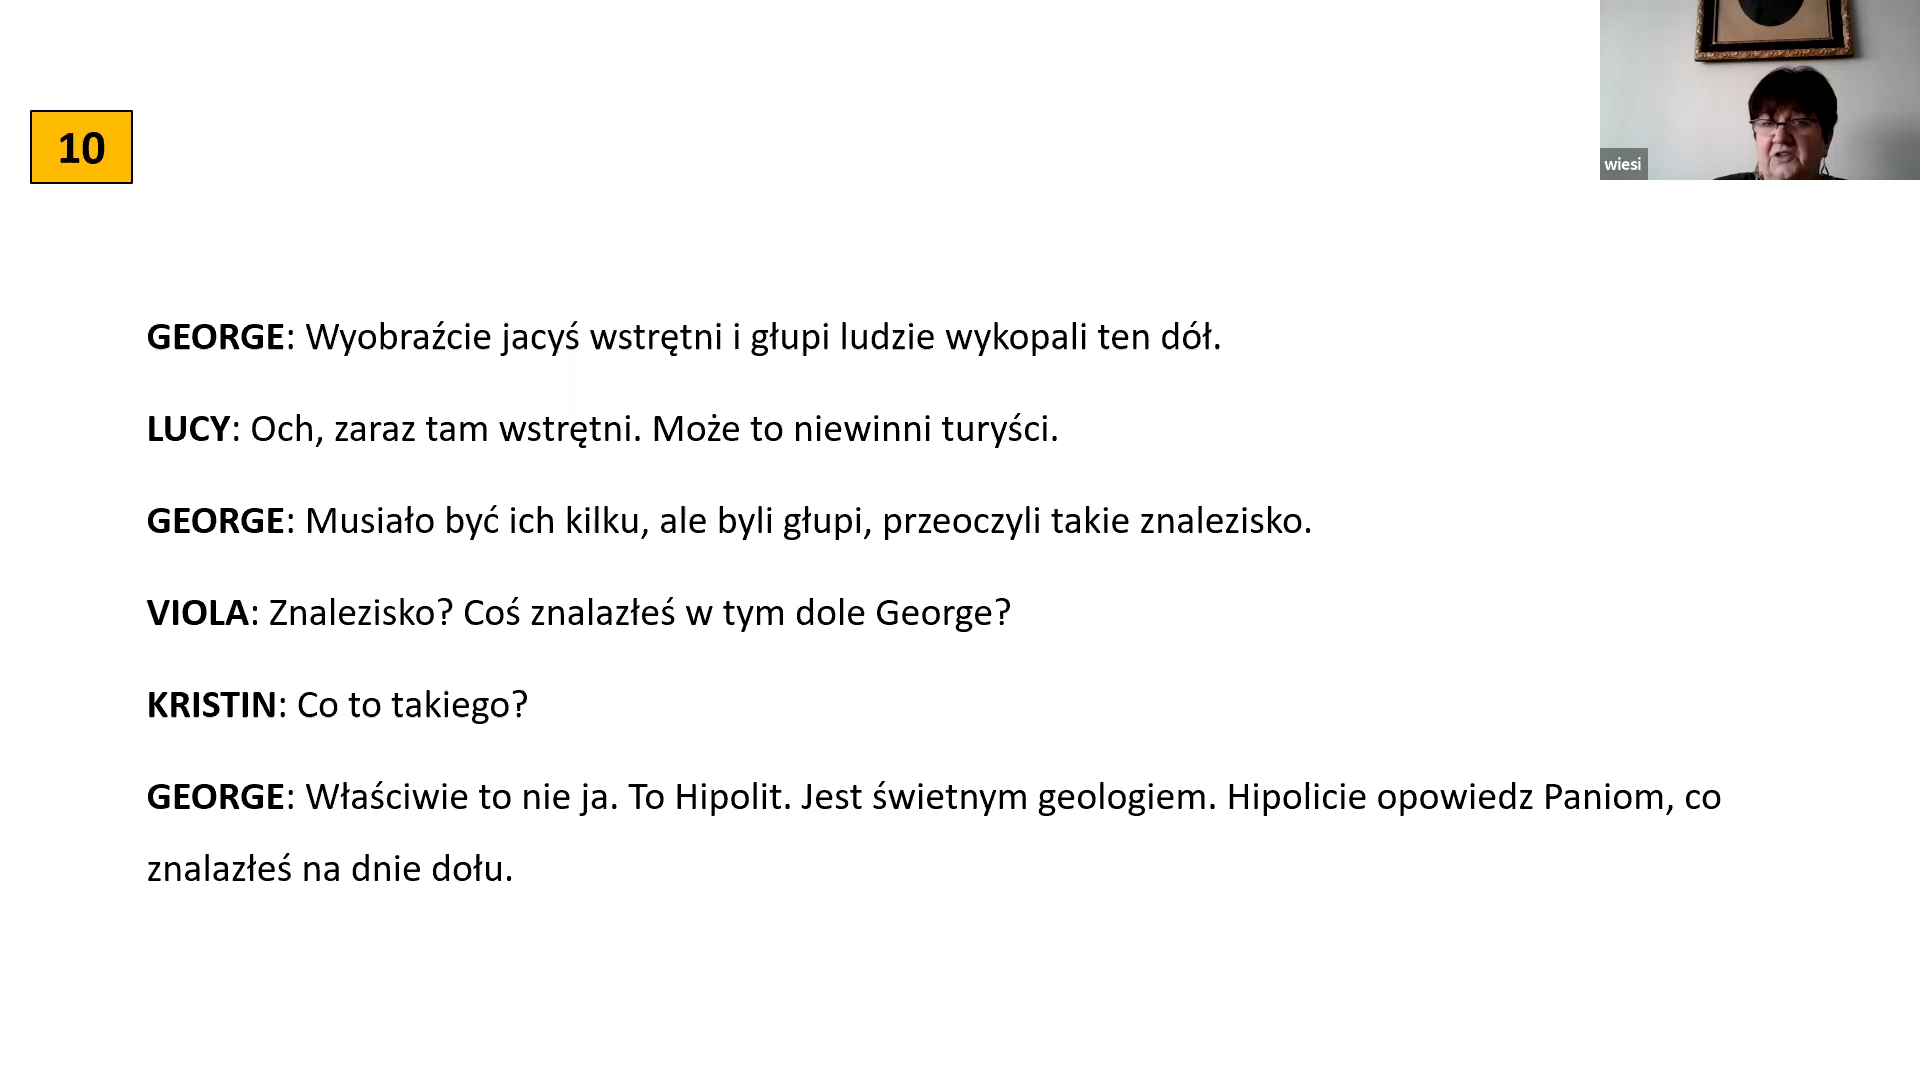 10
wiesi
GEORGE: Wyobraźcie jacyś wstrętni i głupi ludzie wykopali ten dół.
LUCY: Och, zaraz tam wstrętni. Może to niewinni turyści.
GEORGE: Musiało być ich kilku, ale byli głupi, przeoczyli takie znalezisko.
VIOLA: Znalezisko? Coś znalazłeś w tym dole George?
KRISTIN: Co to takiego?
GEORGE: Właściwie to nie ja. To Hipolit. Jest świetnym geologiem. Hipolicie opowiedz Paniom, co
znalazłeś na dnie dołu.